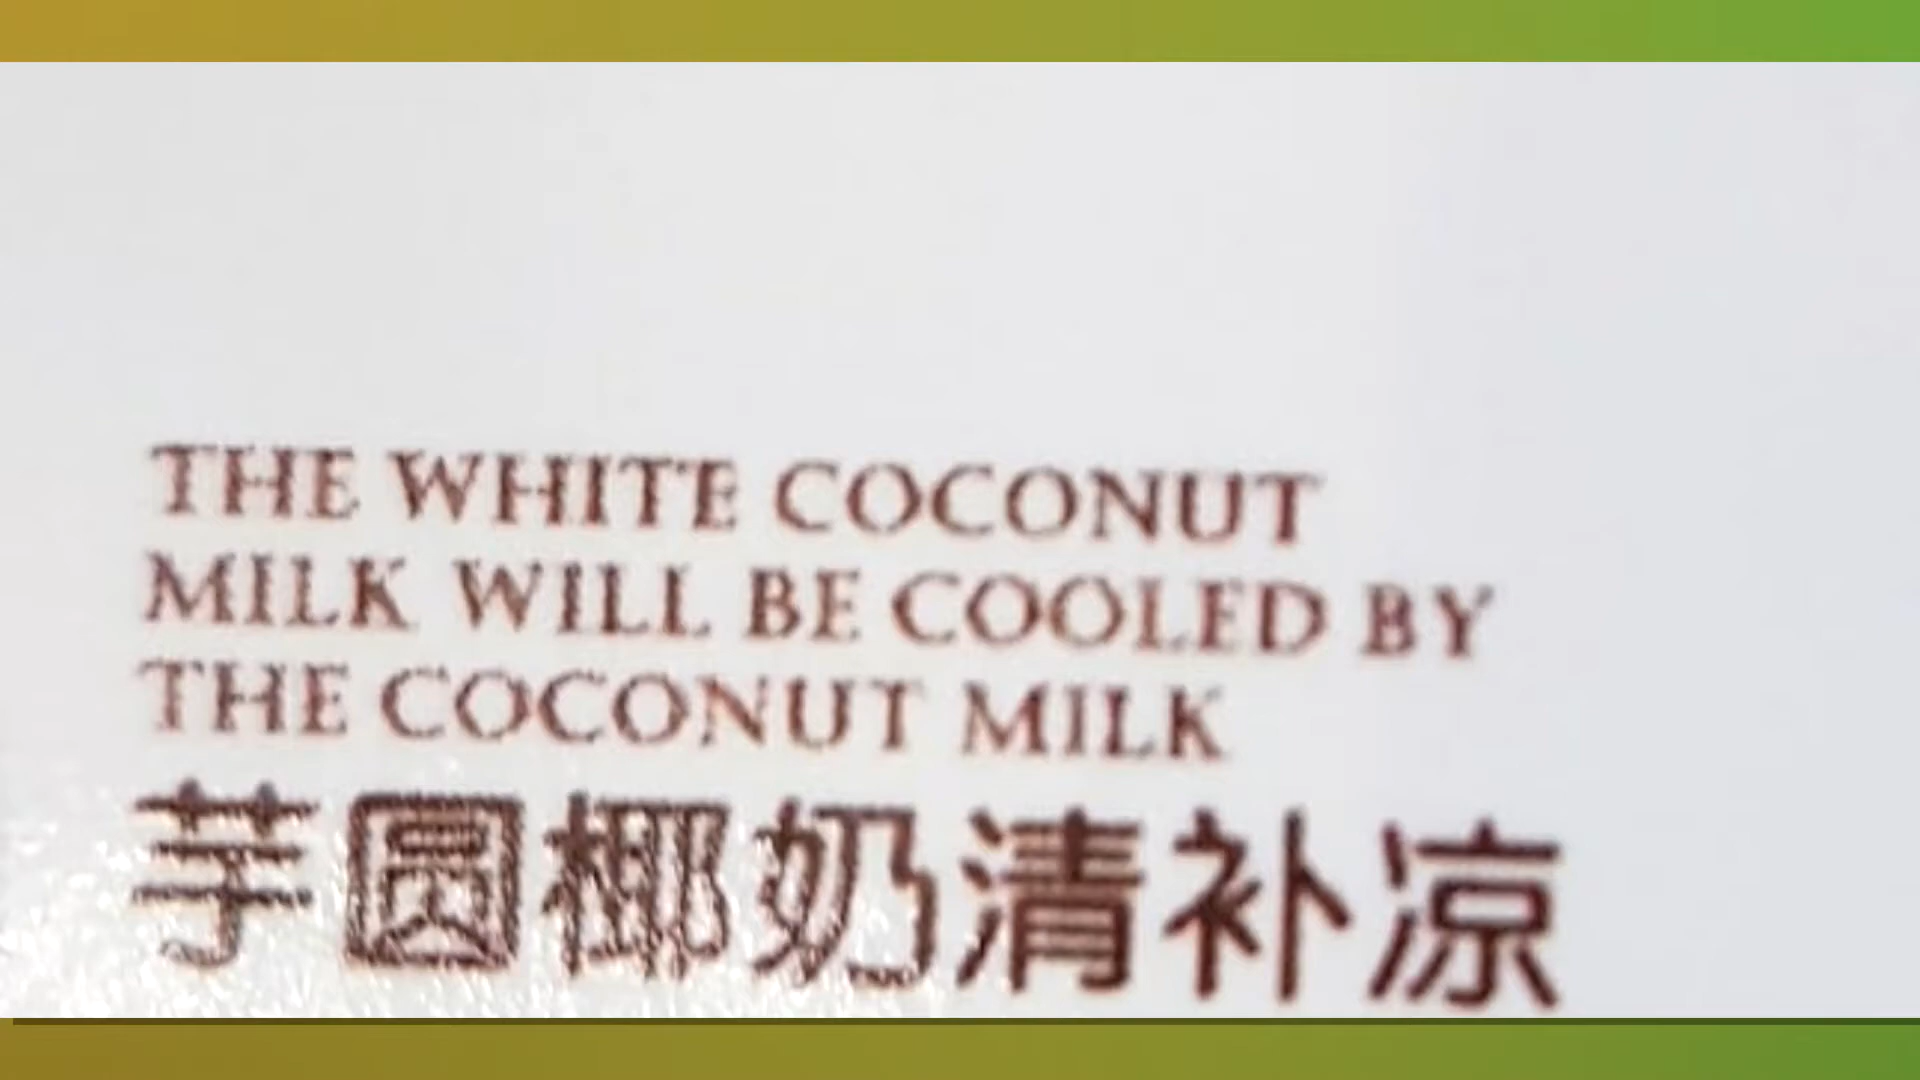 THE WHITE COCONUT
MILK WILL BE COOLED BY
THE COCONUT MILK
芋圆椰奶清补凉